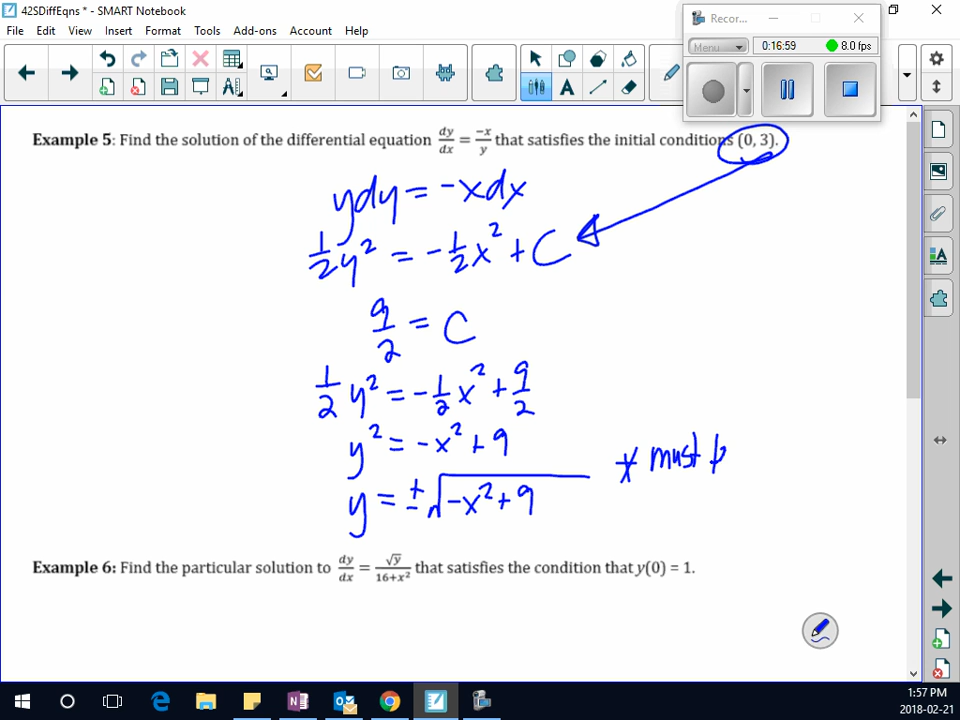 42SDiffEqns * - SMART Notebook
File Edit View Insert Format Tools Add-ons Account Help
Recor...
Menu
0:16:59 8.0 fps
Example 5: Find the solution of the differential equation dy/dx = -x/y that satisfies the initial conditions (0, 3).
ydy = -xdx
1/2 y² = -1/2 x² + C
9/2 = C
1/2 y² = -1/2 x² + 9/2
y² = -x² + 9
y = ±√(-x² + 9)
* must b
Example 6: Find the particular solution to dy/dx = √y/(16+x²) that satisfies the condition that y(0) = 1.
1:57 PM
2018-02-21